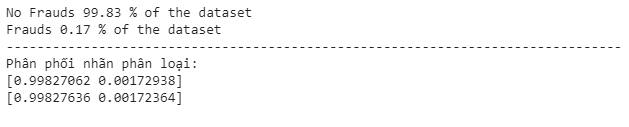 No Frauds 99.83 % of the dataset
Frauds 0.17 % of the dataset
----------------------------------------------------------------------------------------------------
Phân phối nhãn phân loại:
[0.99827062 0.00172938]
[0.99827636 0.00172364]